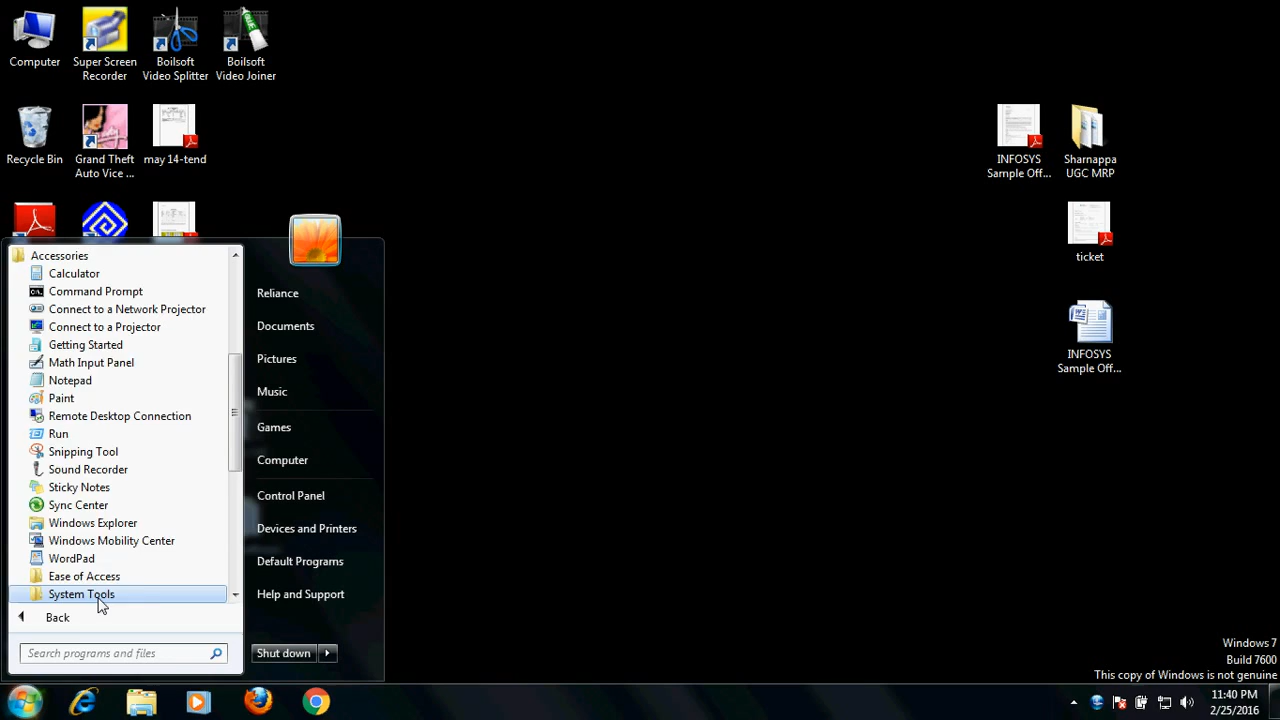 Computer
Super Screen
Recorder
Boilsoft
Video Splitter
Boilsoft
Video Joiner
Recycle Bin
Grand Theft
Auto Vice ...
may 14-tend
INFOSYS
Sample Off...
Sharnappa
UGC MRP
ticket
INFOSYS
Sample Off...
Accessories
Calculator
Command Prompt
Connect to a Network Projector
Connect to a Projector
Getting Started
Math Input Panel
Notepad
Paint
Remote Desktop Connection
Run
Snipping Tool
Sound Recorder
Sticky Notes
Sync Center
Windows Explorer
Windows Mobility Center
WordPad
Ease of Access
System Tools
Back
Search programs and files
Reliance
Documents
Pictures
Music
Games
Computer
Control Panel
Devices and Printers
Default Programs
Help and Support
Shut down
Windows 7
Build 7600
This copy of Windows is not genuine
11:40 PM
2/25/2016